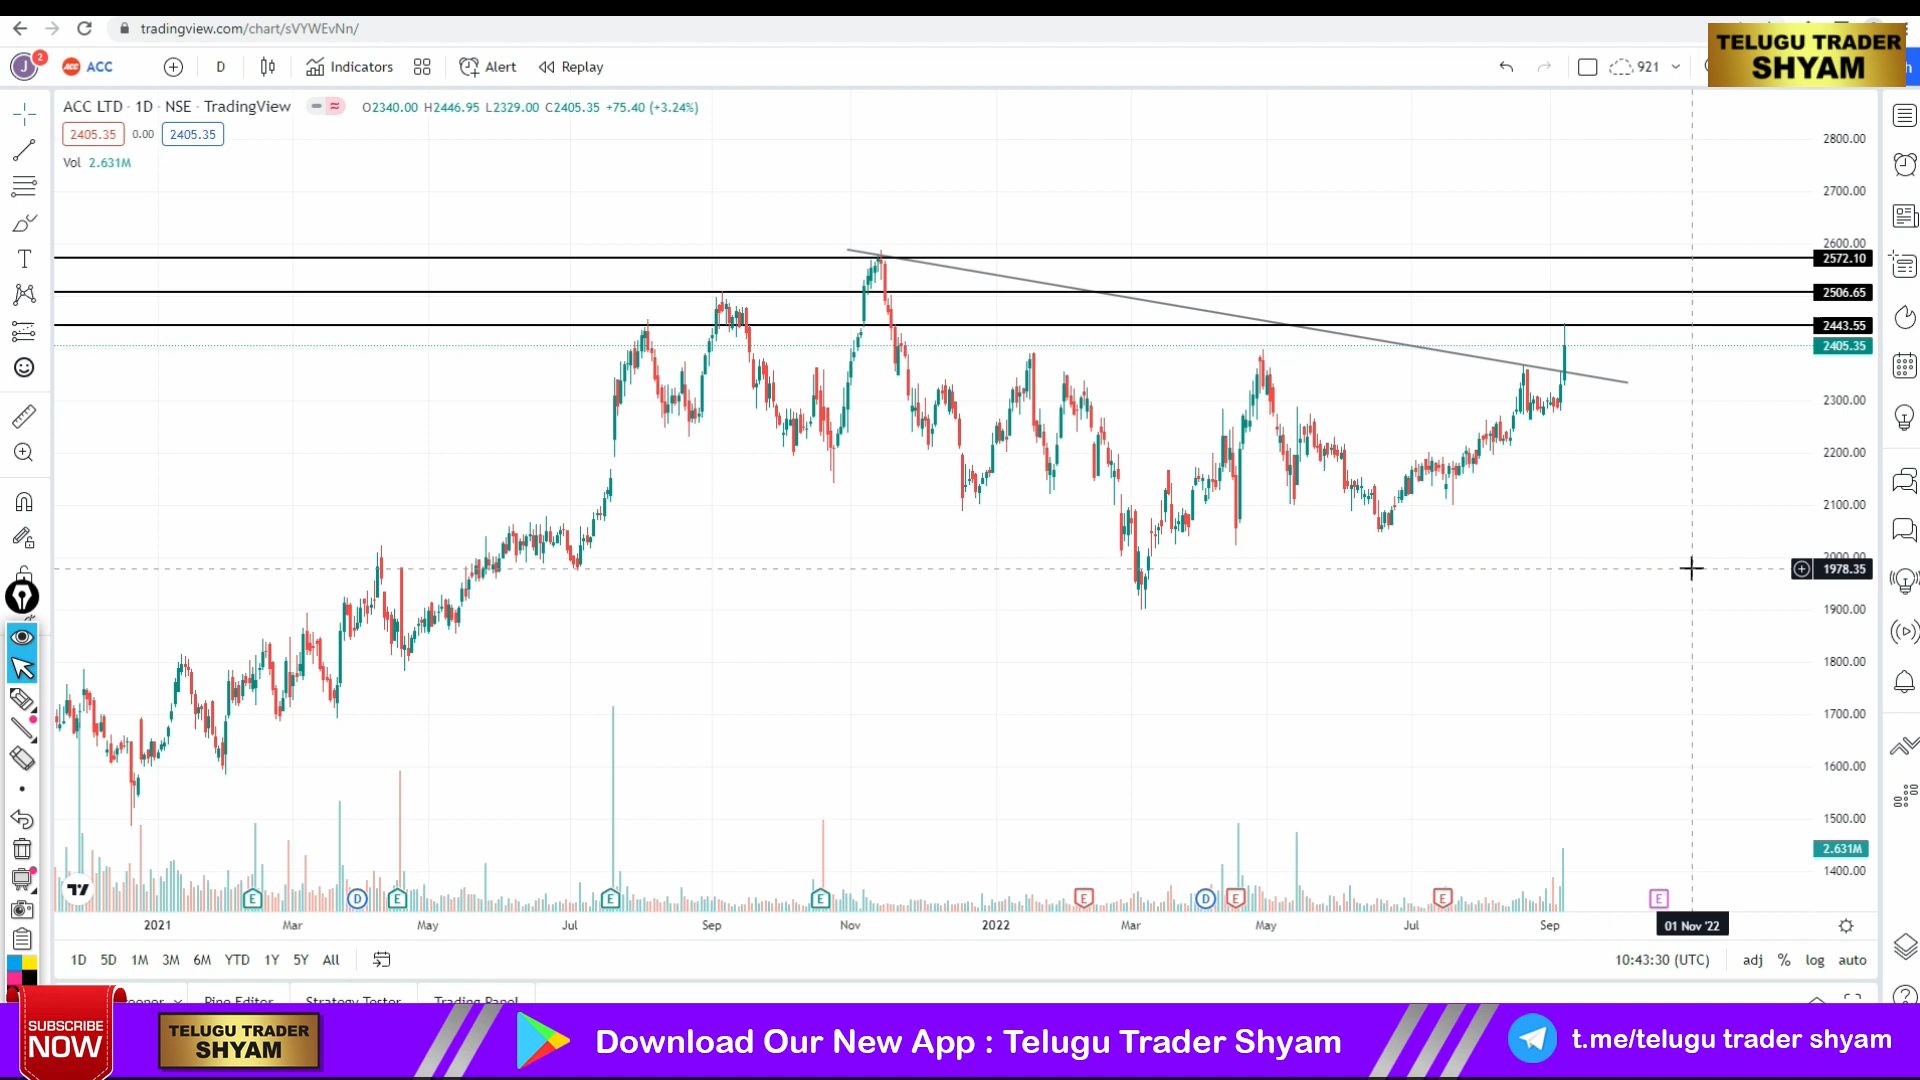 tradingview.com/chart/sVYWEvNn/
TELUGU TRADER
SHYAM
J 2 ACC ACC D Indicators Alert Replay 921
ACC LTD · 1D · NSE · TradingView O2340.00 H2446.95 L2329.00 C2405.35 +75.40 (+3.24%)
2405.35 0.00 2405.35
Vol 2.631M
2800.00
2700.00
2600.00
2572.10
2506.65
2443.55
2405.35
2300.00
2200.00
2100.00
2000.00
1978.35
1900.00
1800.00
1700.00
1600.00
1500.00
2.631M
1400.00
E D E E E E D E E E
2021 Mar May Jul Sep Nov 2022 Mar May Jul Sep 01 Nov '22
1D 5D 1M 3M 6M YTD 1Y 5Y All 10:43:30 (UTC) adj % log auto
Pine Editor Strategy Tester Trading Panel
SUBSCRIBE
NOW
TELUGU TRADER
SHYAM
Download Our New App : Telugu Trader Shyam
t.me/telugu trader shyam